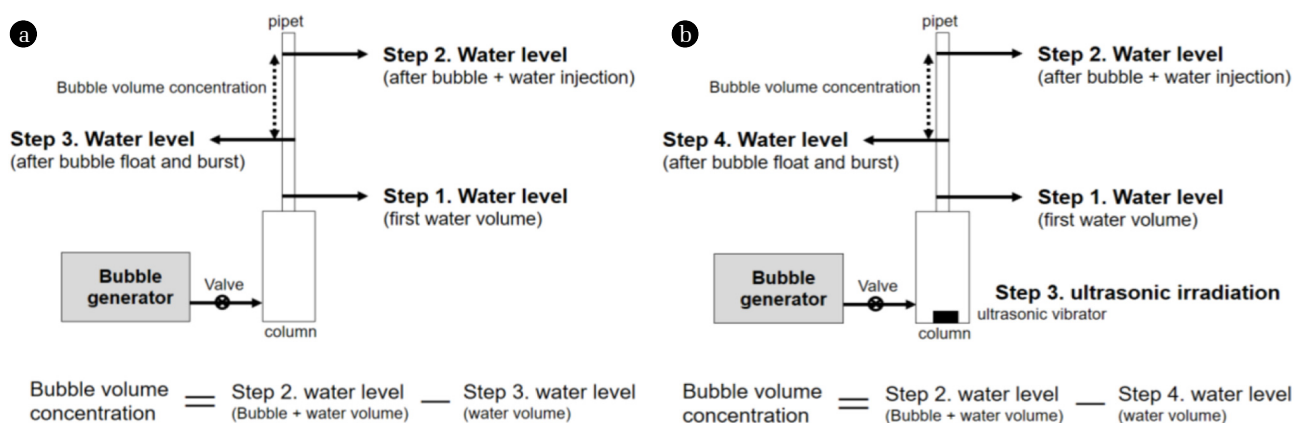 a
pipet
Step 2. Water level
(after bubble + water injection)
Bubble volume concentration
Step 3. Water level
(after bubble float and burst)
Step 1. Water level
(first water volume)
Bubble
generator
Valve
column
Bubble volume
concentration
=
Step 2. water level
(Bubble + water volume)
—
Step 3. water level
(water volume)
b
pipet
Step 2. Water level
(after bubble + water injection)
Bubble volume concentration
Step 4. Water level
(after bubble float and burst)
Step 1. Water level
(first water volume)
Bubble
generator
Valve
Step 3. ultrasonic irradiation
ultrasonic vibrator
column
Bubble volume
concentration
=
Step 2. water level
(Bubble + water volume)
—
Step 4. water level
(water volume)